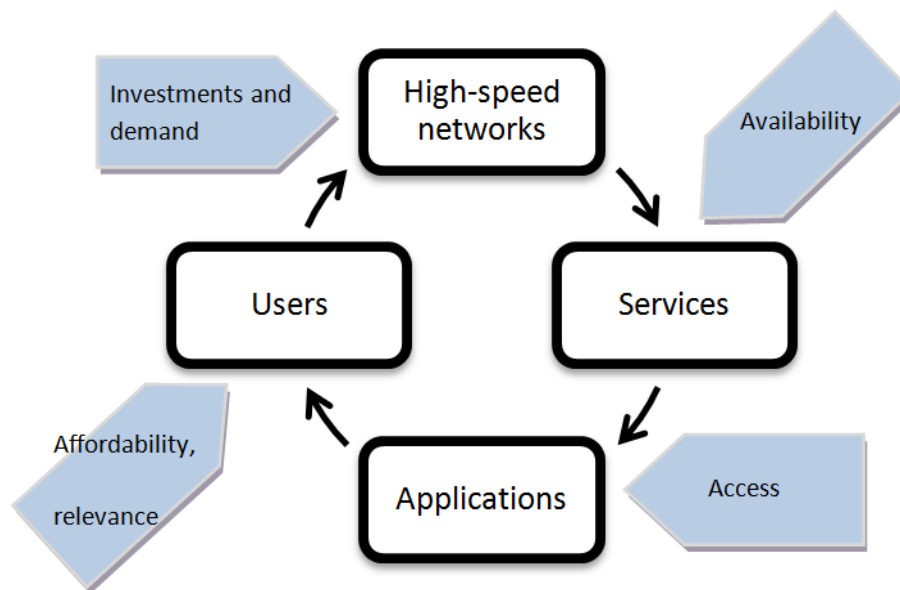 Investments and
demand
High-speed
networks
Availability
Users
Services
Affordability,
relevance
Applications
Access